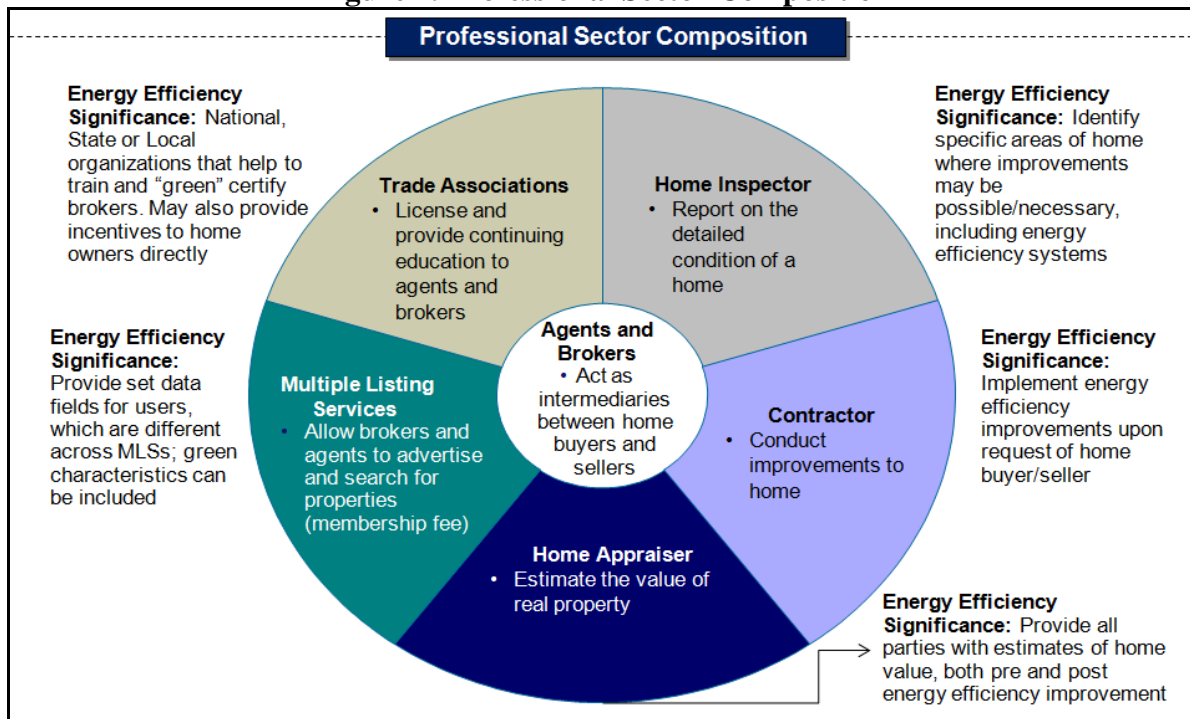 Professional Sector Composition
Energy Efficiency
Significance: National,
State or Local
organizations that help to
train and “green” certify
brokers. May also provide
incentives to home
owners directly
Trade Associations
• License and
provide continuing
education to
agents and
brokers
Home Inspector
• Report on the
detailed
condition of a
home
Energy Efficiency
Significance: Identify
specific areas of home
where improvements
may be
possible/necessary,
including energy
efficiency systems
Energy Efficiency
Significance:
Provide set data
fields for users,
which are different
across MLSs; green
characteristics can
be included
Multiple Listing
Services
• Allow brokers and
agents to advertise
and search for
properties
(membership fee)
Agents and
Brokers
• Act as
intermediaries
between home
buyers and
sellers
Contractor
• Conduct
improvements to
home
Energy Efficiency
Significance:
Implement energy
efficiency
improvements upon
request of home
buyer/seller
Home Appraiser
• Estimate the value of
real property
Energy Efficiency
Significance: Provide all
parties with estimates of home
value, both pre and post
energy efficiency improvement